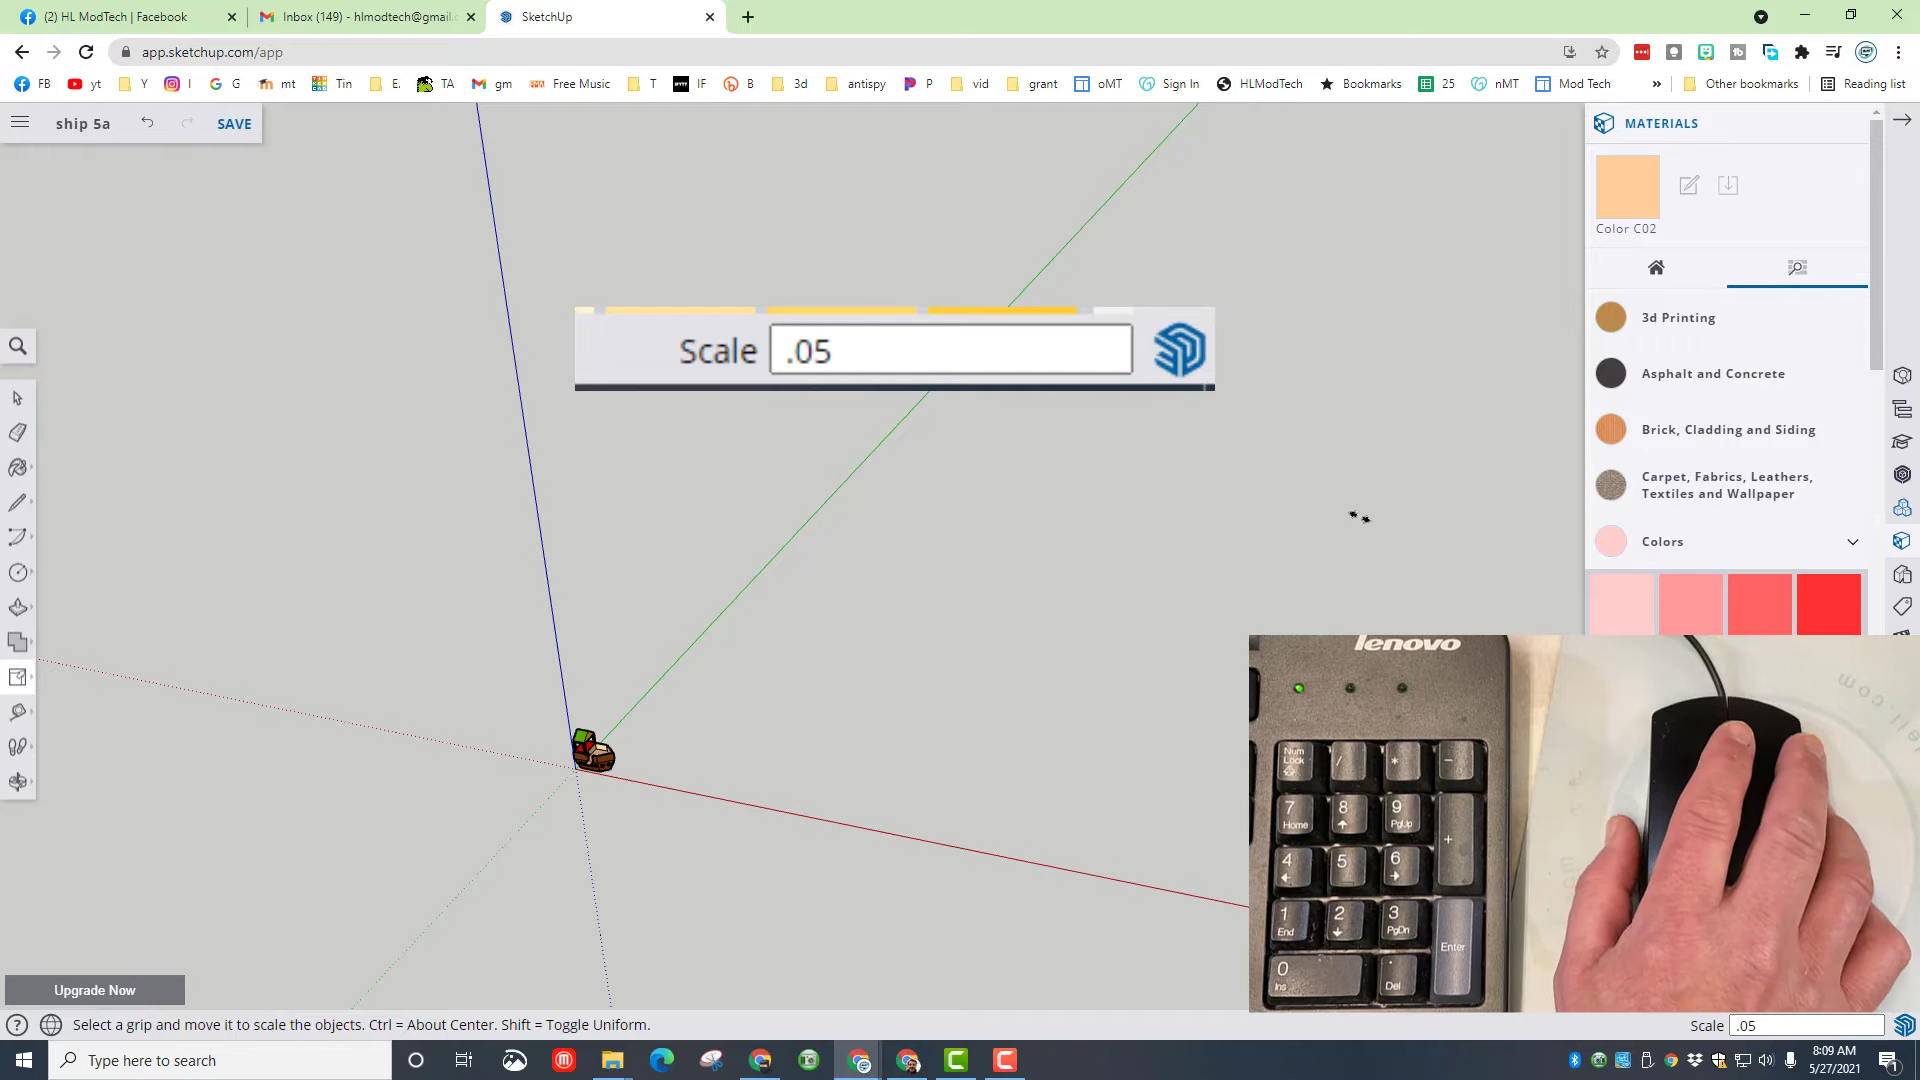 (2) HL ModTech | Facebook
Inbox (149) - hlmodtech@gmail.c
SketchUp
app.sketchup.com/app
FB yt Y I G mt Tin E. TA gm Free Music T IF B 3d antispy P vid grant oMT Sign In HLModTech Bookmarks 25 nMT Mod Tech » Other bookmarks Reading list
ship 5a SAVE
MATERIALS
Color C02
3d Printing
Asphalt and Concrete
Brick, Cladding and Siding
Carpet, Fabrics, Leathers,
Textiles and Wallpaper
Colors
Scale .05
lenovo
Num Lock / * -
7 Home 8 9 PgUp +
4 5 6
1 End 2 3 PgDn Enter
0 Ins . Del
Upgrade Now
Select a grip and move it to scale the objects. Ctrl = About Center. Shift = Toggle Uniform.
Scale .05
Type here to search
8:09 AM
5/27/2021
1